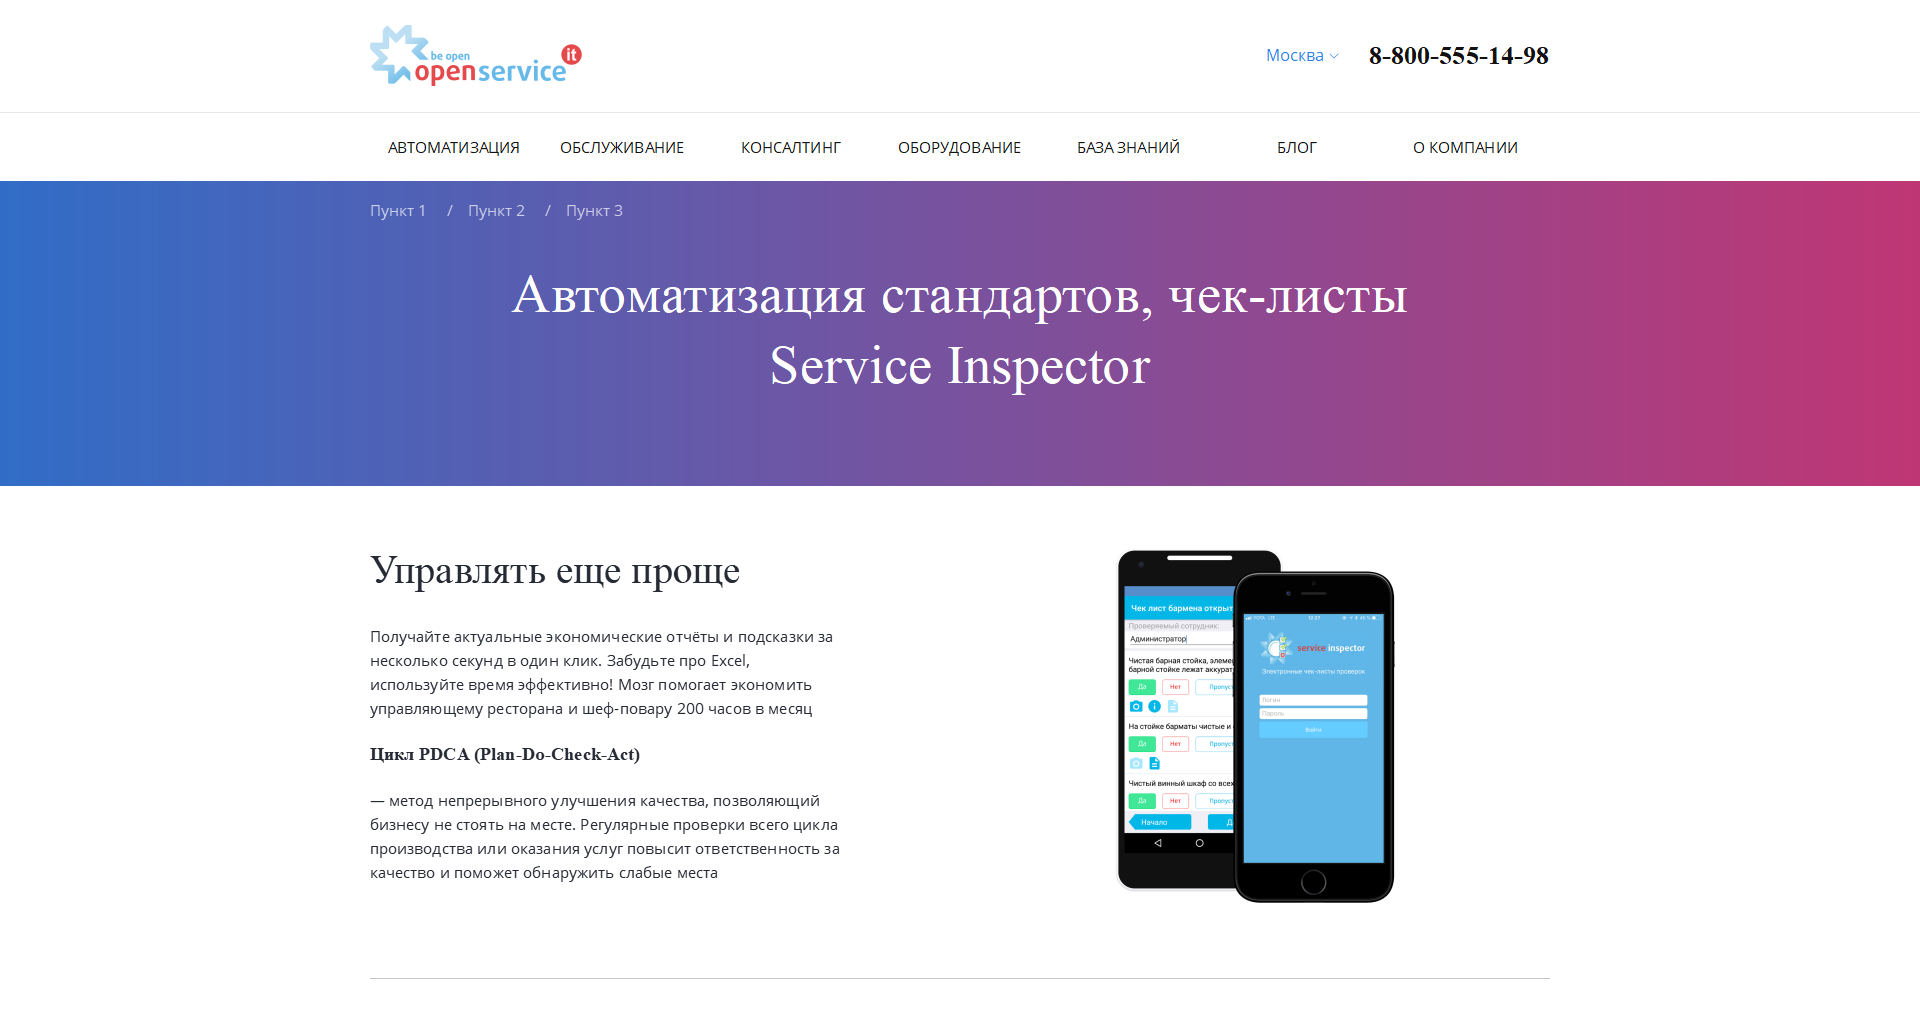 be open
openservice it
Москва
8-800-555-14-98
АВТОМАТИЗАЦИЯ ОБСЛУЖИВАНИЕ КОНСАЛТИНГ ОБОРУДОВАНИЕ БАЗА ЗНАНИЙ БЛОГ О КОМПАНИИ
Пункт 1 / Пункт 2 / Пункт 3
Автоматизация стандартов, чек-листы
Service Inspector
Управлять еще проще
Получайте актуальные экономические отчёты и подсказки за
несколько секунд в один клик. Забудьте про Excel,
используйте время эффективно! Мозг помогает экономить
управляющему ресторана и шеф-повару 200 часов в месяц
Цикл PDCA (Plan-Do-Check-Act)
— метод непрерывного улучшения качества, позволяющий
бизнесу не стоять на месте. Регулярные проверки всего цикла
производства или оказания услуг повысит ответственность за
качество и поможет обнаружить слабые места
Чек лист бармена открыт
Проверяемый сотрудник:
Администратор
Чистая барная стойка, элеме
барной стойке лежат аккурат
Да Нет Пропус
На стойке барматы чистые и
Да Нет Пропус
Чистый винный шкаф со всех
Да Нет Пропус
Начало Д
12:07
service inspector
Электронные чек-листы проверок
Логин
Пароль
Войти